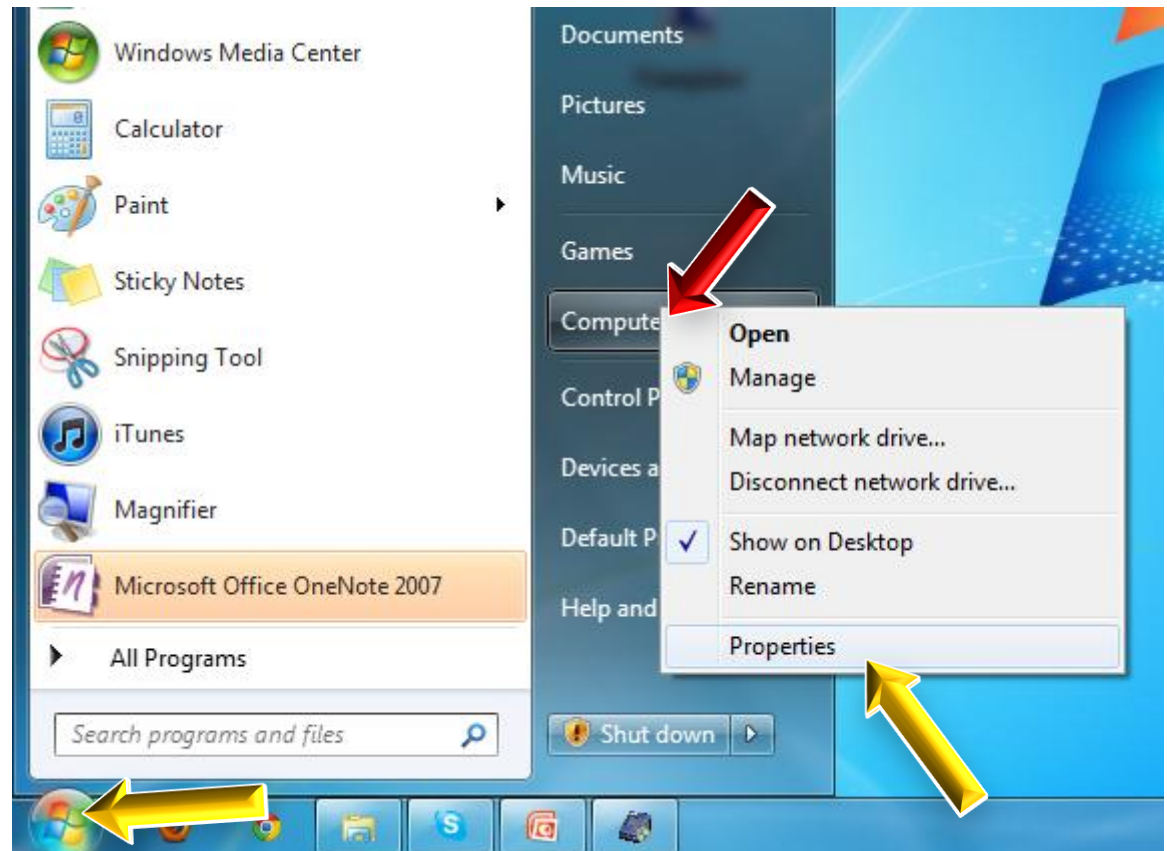 Windows Media Center
Calculator
Paint
Sticky Notes
Snipping Tool
iTunes
Magnifier
Microsoft Office OneNote 2007
All Programs
Search programs and files
Documents
Pictures
Music
Games
Compute
Control P
Devices a
Default P
Help and
Shut down
Open
Manage
Map network drive...
Disconnect network drive...
Show on Desktop
Rename
Properties